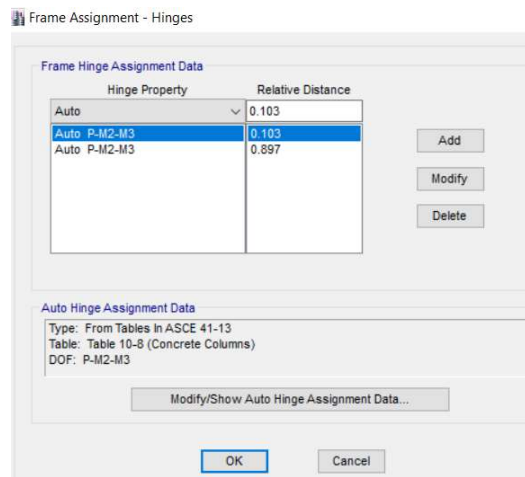 Frame Assignment - Hinges
Frame Hinge Assignment Data
Hinge Property Relative Distance
Auto 0.103
Auto P-M2-M3 0.103
Auto P-M2-M3 0.897
Add
Modify
Delete
Auto Hinge Assignment Data
Type: From Tables In ASCE 41-13
Table: Table 10-8 (Concrete Columns)
DOF: P-M2-M3
Modify/Show Auto Hinge Assignment Data...
OK Cancel